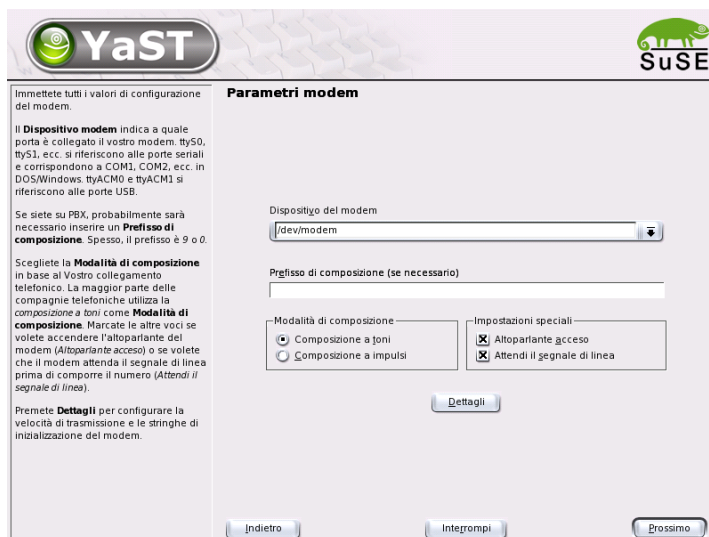 YaST
SuSE
Immettete tutti i valori di configurazione
del modem.
Il Dispositivo modem indica a quale
porta è collegato il vostro modem. ttyS0,
ttyS1, ecc. si riferiscono alle porte seriali
e corrispondono a COM1, COM2, ecc. in
DOS/Windows. ttyACM0 e ttyACM1 si
riferiscono alle porte USB.
Se siete su PBX, probabilmente sarà
necessario inserire un Prefisso di
composizione. Spesso, il prefisso è 9 o 0.
Scegliete la Modalità di composizione
in base al Vostro collegamento
telefonico. La maggior parte delle
compagnie telefoniche utilizza la
composizione a toni come Modalità di
composizione. Marcate le altre voci se
volete accendere l'altoparlante del
modem (Altoparlante acceso) o se volete
che il modem attenda il segnale di linea
prima di comporre il numero (Attendi il
segnale di linea).
Premete Dettagli per configurare la
velocità di trasmissione e le stringhe di
inizializzazione del modem.
Parametri modem
Dispositivo del modem
/dev/modem
Prefisso di composizione (se necessario)
Modalità di composizione
Composizione a toni
Composizione a impulsi
Impostazioni speciali
Altoparlante acceso
Attendi il segnale di linea
Dettagli
Indietro
Interrompi
Prossimo